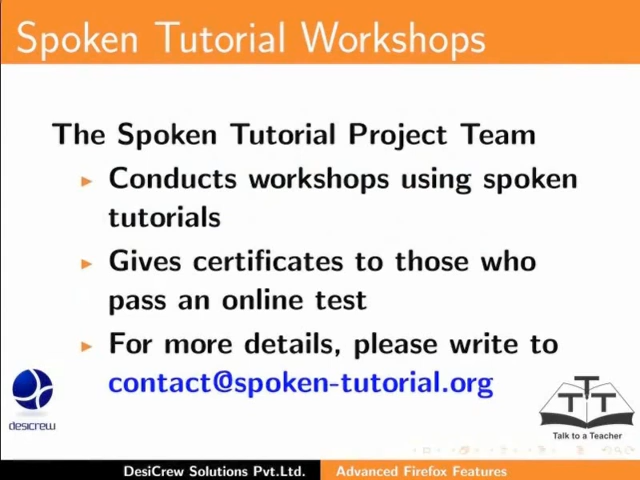 Spoken Tutorial Workshops
The Spoken Tutorial Project Team
Conducts workshops using spoken
tutorials
Gives certificates to those who
pass an online test
For more details, please write to
contact@spoken-tutorial.org
desicrew
TTT
Talk to a Teacher
DesiCrew Solutions Pvt.Ltd. Advanced Firefox Features